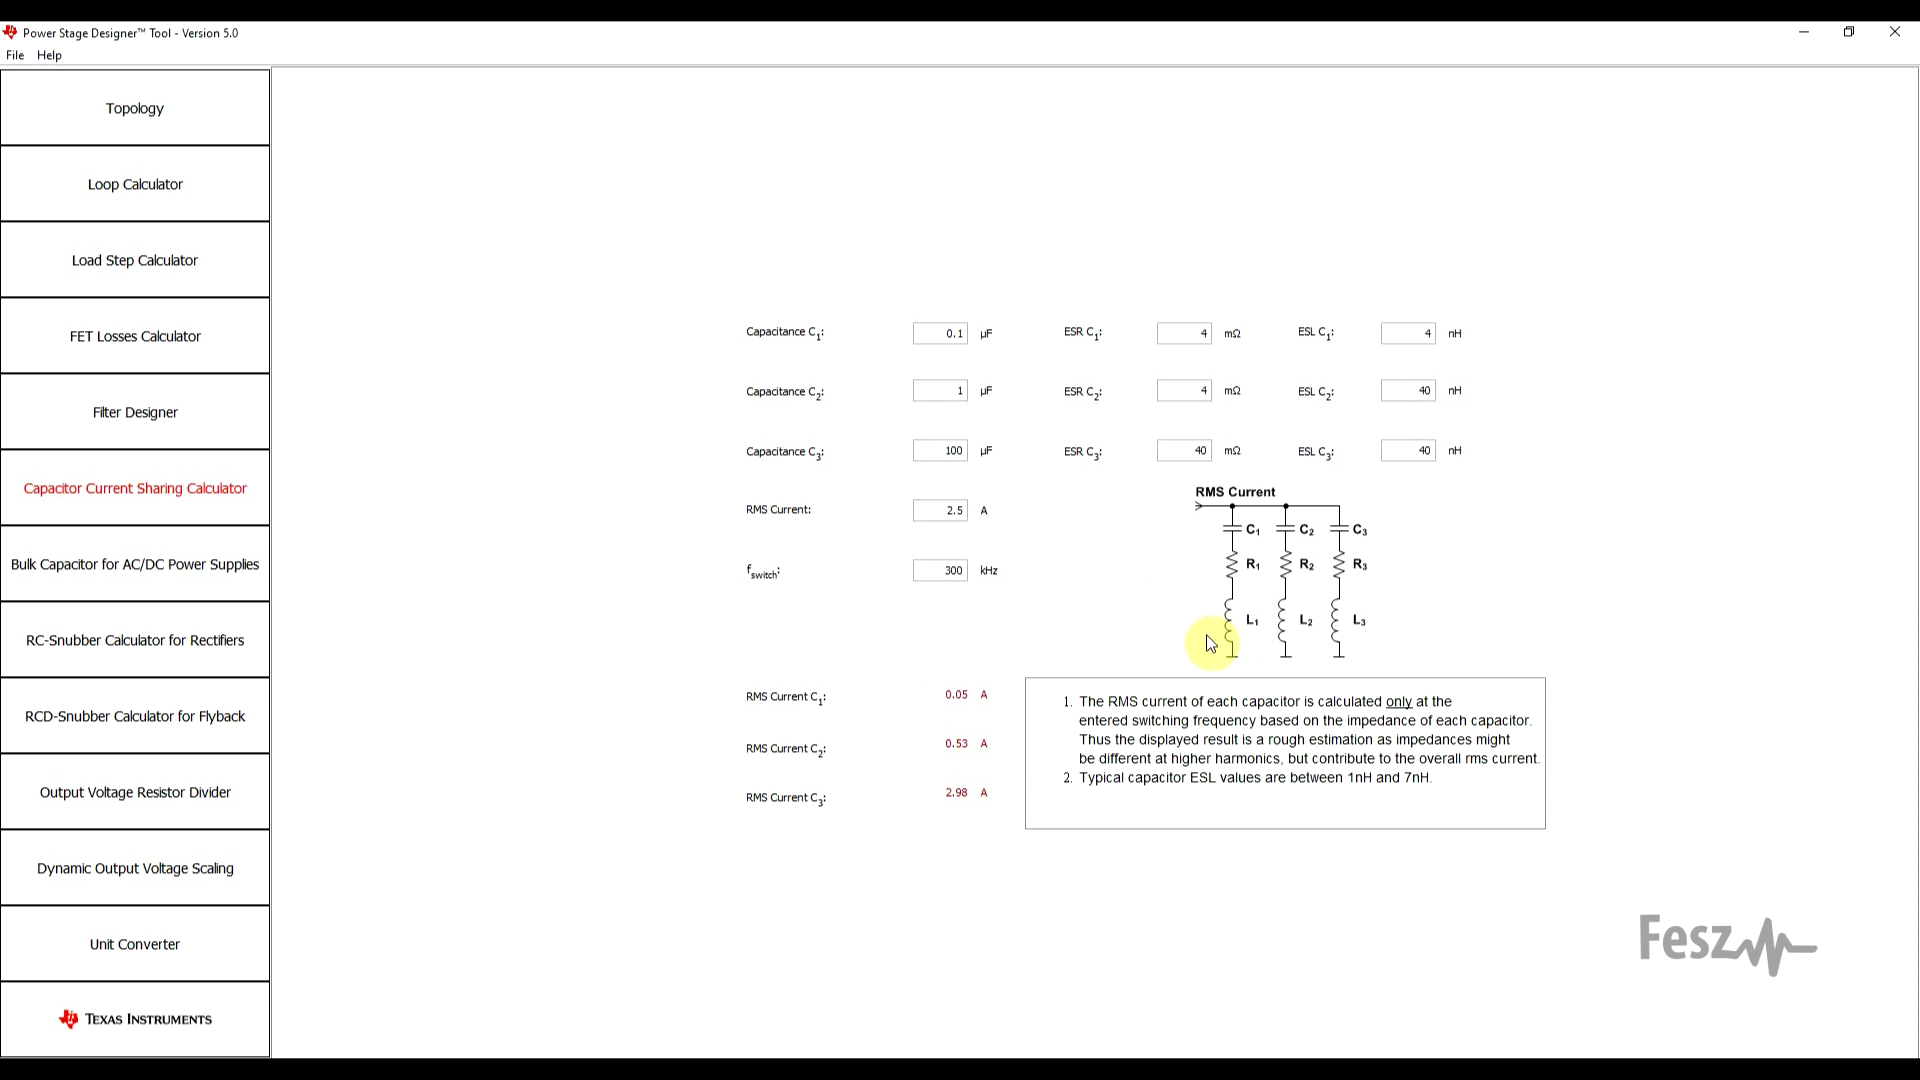 Power Stage Designer™ Tool - Version 5.0
File Help
Topology
Loop Calculator
Load Step Calculator
FET Losses Calculator
Filter Designer
Capacitor Current Sharing Calculator
Bulk Capacitor for AC/DC Power Supplies
RC-Snubber Calculator for Rectifiers
RCD-Snubber Calculator for Flyback
Output Voltage Resistor Divider
Dynamic Output Voltage Scaling
Unit Converter
TEXAS INSTRUMENTS
Capacitance C1: 0.1 µF ESR C1: 4 mΩ ESL C1: 4 nH
Capacitance C2: 1 µF ESR C2: 4 mΩ ESL C2: 40 nH
Capacitance C3: 100 µF ESR C3: 40 mΩ ESL C3: 40 nH
RMS Current: 2.5 A
fswitch: 300 kHz
RMS Current
C1 C2 C3
R1 R2 R3
L1 L2 L3
RMS Current C1: 0.05 A
RMS Current C2: 0.53 A
RMS Current C3: 2.98 A
1. The RMS current of each capacitor is calculated only at the
entered switching frequency based on the impedance of each capacitor.
Thus the displayed result is a rough estimation as impedances might
be different at higher harmonics, but contribute to the overall rms current.
2. Typical capacitor ESL values are between 1nH and 7nH.
Fesz